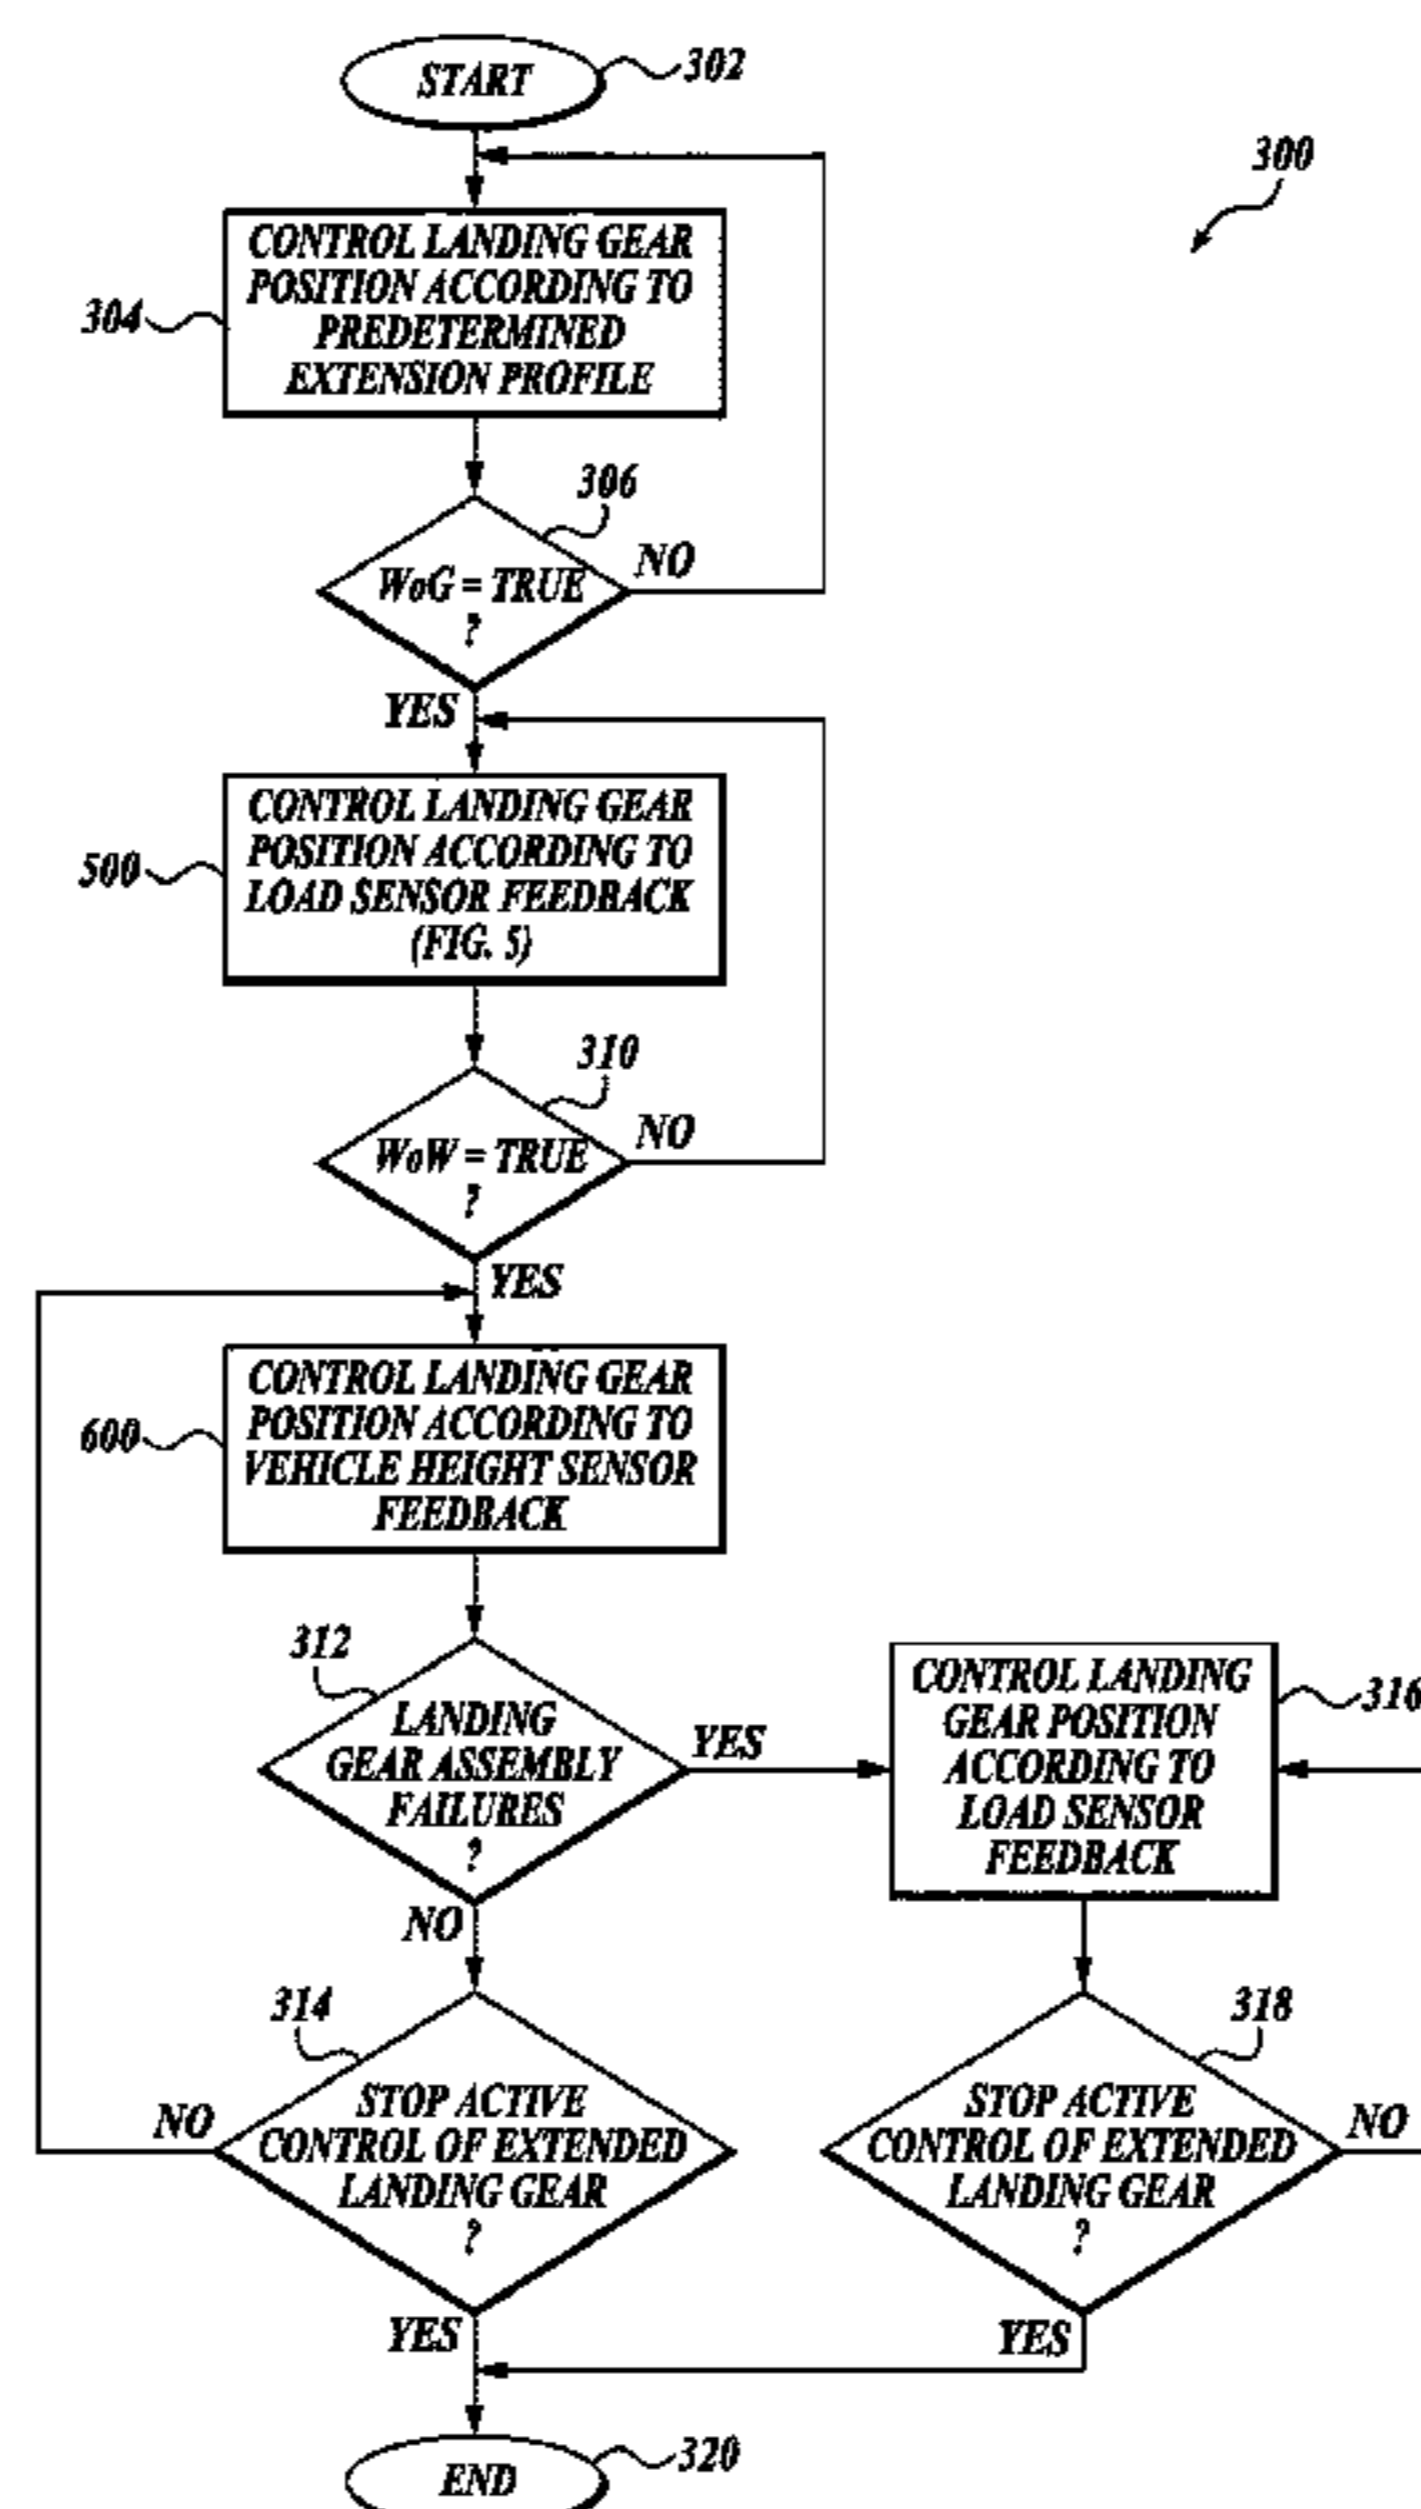 START
302
300
CONTROL LANDING GEAR
POSITION ACCORDING TO
PREDETERMINED
EXTENSION PROFILE
304
306
WoG = TRUE
?
NO
YES
CONTROL LANDING GEAR
POSITION ACCORDING TO
LOAD SENSOR FEEDBACK
(FIG. 5)
500
310
WoW = TRUE
?
NO
YES
CONTROL LANDING GEAR
POSITION ACCORDING TO
VEHICLE HEIGHT SENSOR
FEEDBACK
600
312
LANDING
GEAR ASSEMBLY
FAILURES
?
YES
NO
CONTROL LANDING
GEAR POSITION
ACCORDING TO
LOAD SENSOR
FEEDBACK
316
314
STOP ACTIVE
CONTROL OF EXTENDED
LANDING GEAR
?
NO
YES
318
STOP ACTIVE
CONTROL OF EXTENDED
LANDING GEAR
?
NO
YES
END
320